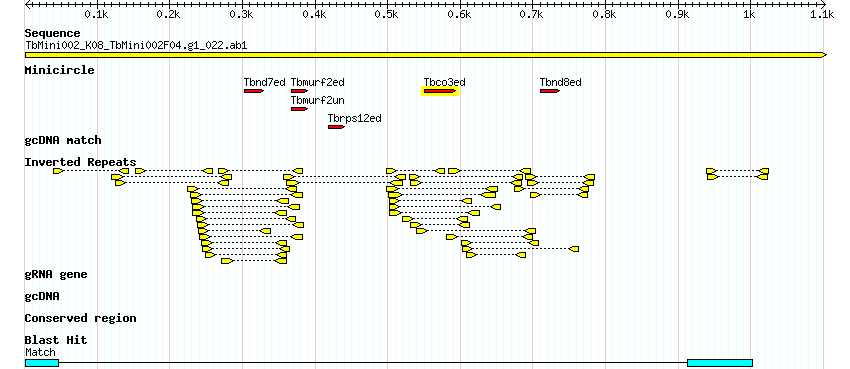 0.1k 0.2k 0.3k 0.4k 0.5k 0.6k 0.7k 0.8k 0.9k 1k 1.1k
Sequence
TbMini002_K08_TbMini002F04.g1_022.ab1
Minicircle
Tbnd7ed Tbmurf2ed Tbco3ed Tbnd8ed
Tbmurf2un
Tbrps12ed
gcDNA match
Inverted Repeats
gRNA gene
gcDNA
Conserved region
Blast Hit
Match